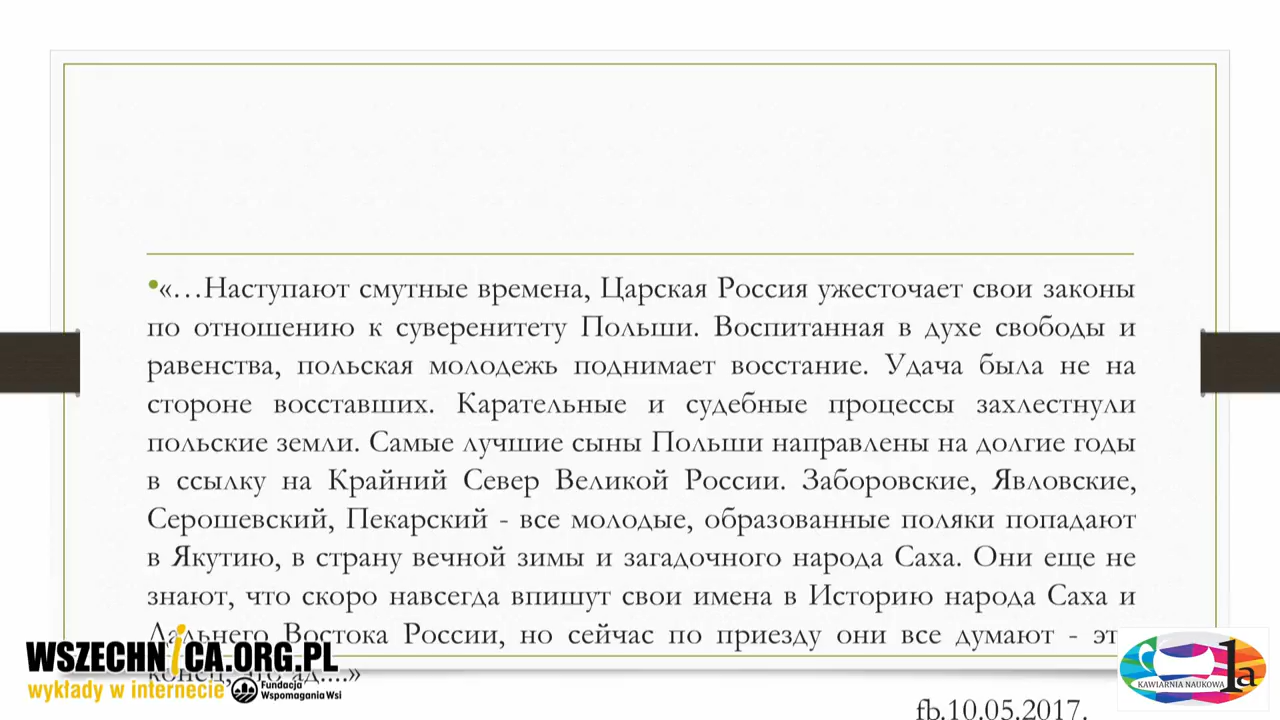 •«…Наступают смутные времена, Царская Россия ужесточает свои законы
по отношению к суверенитету Польши. Воспитанная в духе свободы и
равенства, польская молодежь поднимает восстание. Удача была не на
стороне восставших. Карательные и судебные процессы захлестнули
польские земли. Самые лучшие сыны Польши направлены на долгие годы
в ссылку на Крайний Север Великой России. Заборовские, Явловские,
Серошевский, Пекарский - все молодые, образованные поляки попадают
в Якутию, в страну вечной зимы и загадочного народа Саха. Они еще не
знают, что скоро навсегда впишут свои имена в Историю народа Саха и
Дальнего Востока России, но сейчас по приезду они все думают -
ад....»
fb.10.05.2017.
WSZECHNiCA.ORG.PL
wykłady w internecie
Fundacja
Wspomagania Wsi
KAWIARNIA NAUKOWA 1a